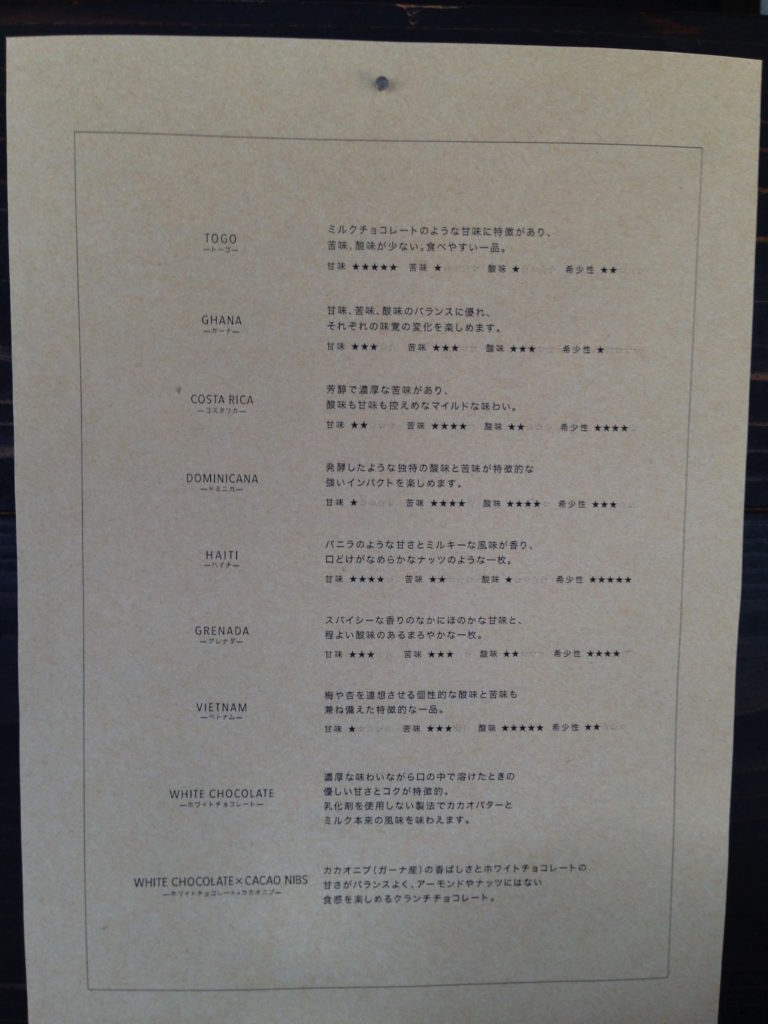 TOGO
—トーゴ—
ミルクチョコレートのような甘味に特徴があり、
苦味、酸味が少ない。食べやすい一品。
甘味 ★★★★★ 苦味 ★☆☆☆☆ 酸味 ★☆☆☆☆ 希少性 ★★☆☆☆
GHANA
—ガーナ—
甘味、苦味、酸味のバランスに優れ、
それぞれの味覚の変化を楽しめます。
甘味 ★★★☆☆ 苦味 ★★★☆☆ 酸味 ★★★☆☆ 希少性 ★☆☆☆☆
COSTA RICA
—コスタリカ—
芳醇で濃厚な苦味があり、
酸味も甘味も控えめなマイルドな味わい。
甘味 ★★☆☆☆ 苦味 ★★★★☆ 酸味 ★★☆☆☆ 希少性 ★★★★☆
DOMINICANA
—ドミニカ—
発酵したような独特の酸味と苦味が特徴的な
強いインパクトを楽しめます。
甘味 ★☆☆☆☆ 苦味 ★★★★☆ 酸味 ★★★★☆ 希少性 ★★★☆☆
HAITI
—ハイチ—
バニラのような甘さとミルキーな風味が香り、
口どけがなめらかなナッツのような一枚。
甘味 ★★★★☆ 苦味 ★★☆☆☆ 酸味 ★☆☆☆☆ 希少性 ★★★★★
GRENADA
—グレナダ—
スパイシーな香りのなかにほのかな甘味と、
程よい酸味のあるまろやかな一枚。
甘味 ★★★☆☆ 苦味 ★★★☆☆ 酸味 ★★☆☆☆ 希少性 ★★★★☆
VIETNAM
—ベトナム—
梅や杏を連想させる個性的な酸味と苦味も
兼ね備えた特徴的な一品。
甘味 ★☆☆☆☆ 苦味 ★★★☆☆ 酸味 ★★★★★ 希少性 ★★☆☆☆
WHITE CHOCOLATE
—ホワイトチョコレート—
濃厚な味わいながら口の中で溶けたときの
優しい甘さとコクが特徴的。
乳化剤を使用しない製法でカカオバターと
ミルク本来の風味を味わえます。
WHITE CHOCOLATE×CACAO NIBS
—ホワイトチョコレート×カカオニブ—
カカオニブ(ガーナ産)の香ばしさとホワイトチョコレートの
甘さがバランスよく、アーモンドやナッツにはない
食感を楽しめるクランチチョコレート。